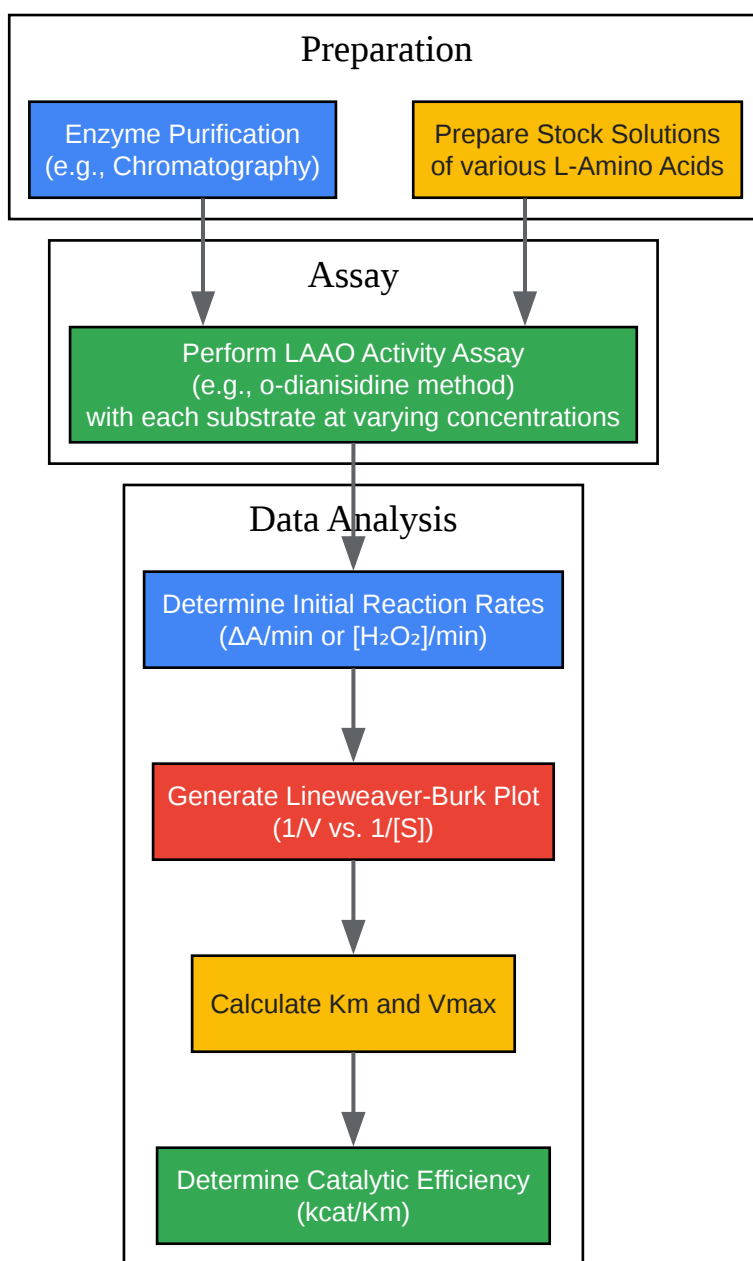 Preparation
Enzyme Purification
(e.g., Chromatography)
Prepare Stock Solutions
of various L-Amino Acids
Assay
Perform LAAO Activity Assay
(e.g., o-dianisidine method)
with each substrate at varying concentrations
Data Analysis
Determine Initial Reaction Rates
(ΔA/min or [H₂O₂]/min)
Generate Lineweaver-Burk Plot
(1/V vs. 1/[S])
Calculate Km and Vmax
Determine Catalytic Efficiency
(kcat/Km)